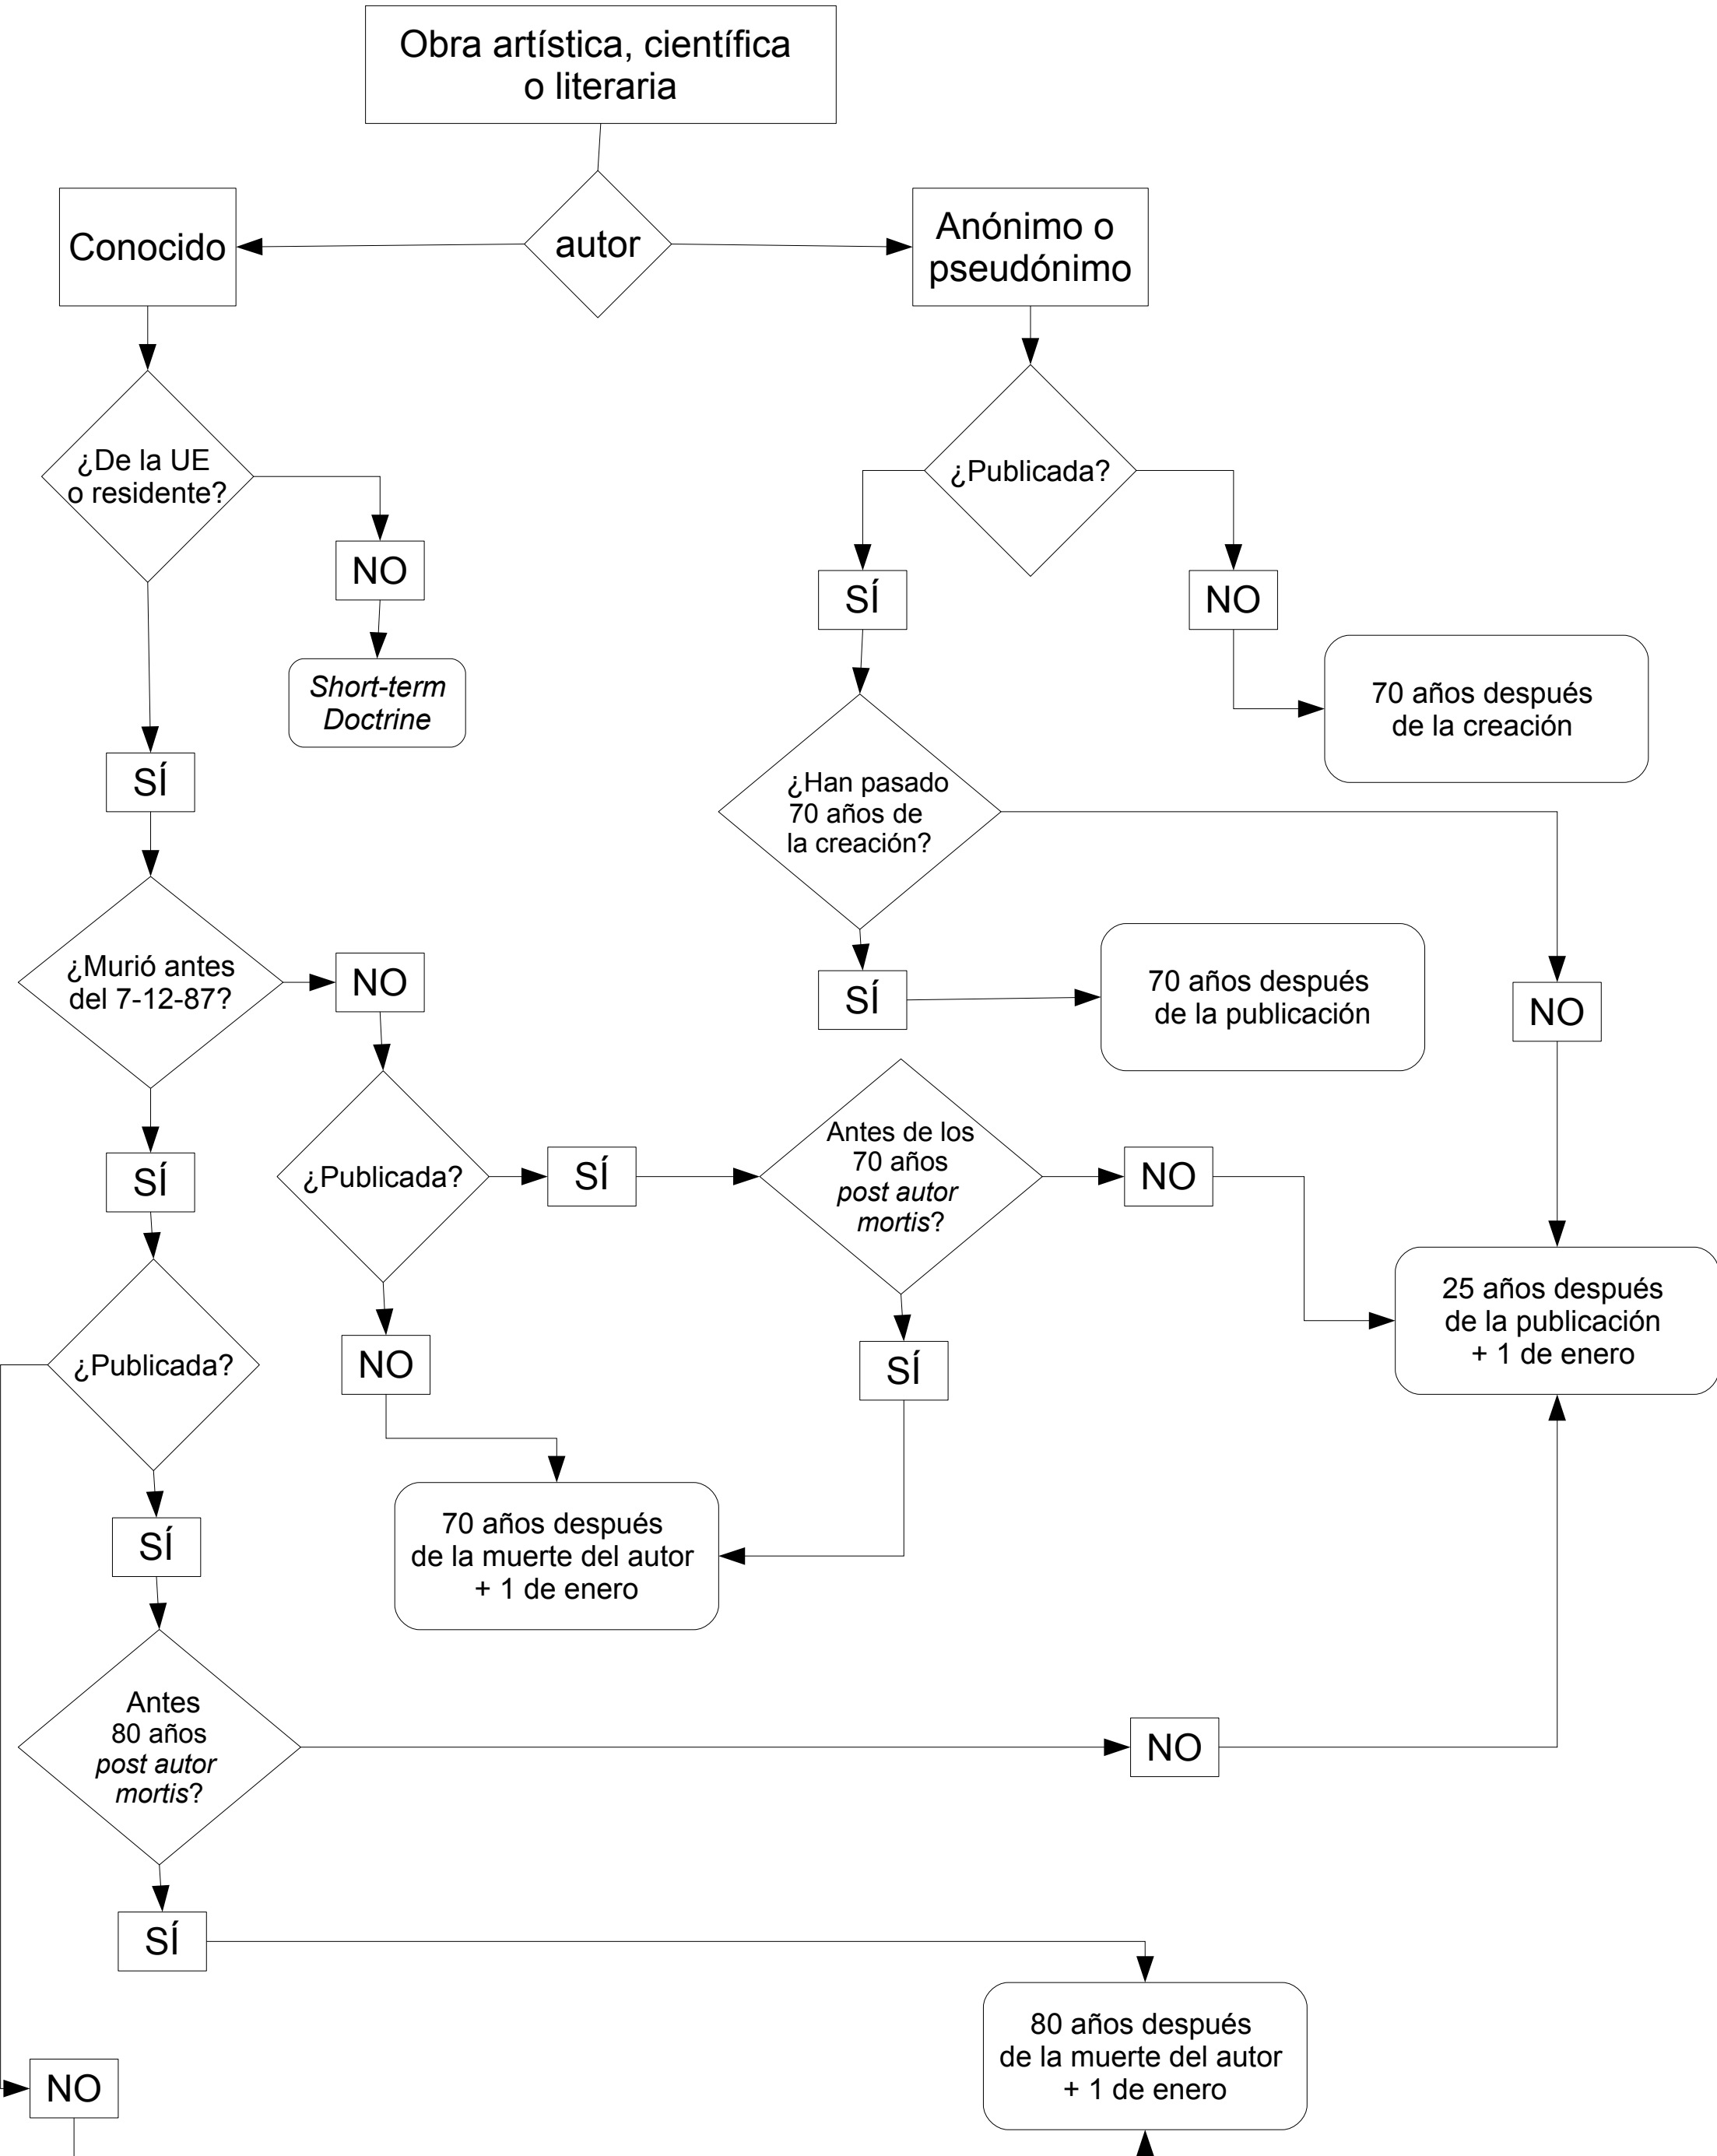 Obra artística, científica
o literaria
Conocido
autor
Anónimo o
pseudónimo
¿De la UE
o residente?
¿Publicada?
NO
SÍ
NO
Short-term
Doctrine
70 años después
de la creación
SÍ
¿Han pasado
70 años de
la creación?
¿Murió antes
del 7-12-87?
NO
SÍ
70 años después
de la publicación
NO
SÍ
¿Publicada?
SÍ
Antes de los
70 años
post autor
mortis?
NO
25 años después
de la publicación
+ 1 de enero
¿Publicada?
NO
SÍ
SÍ
70 años después
de la muerte del autor
+ 1 de enero
Antes
80 años
post autor
mortis?
NO
SÍ
80 años después
de la muerte del autor
+ 1 de enero
NO